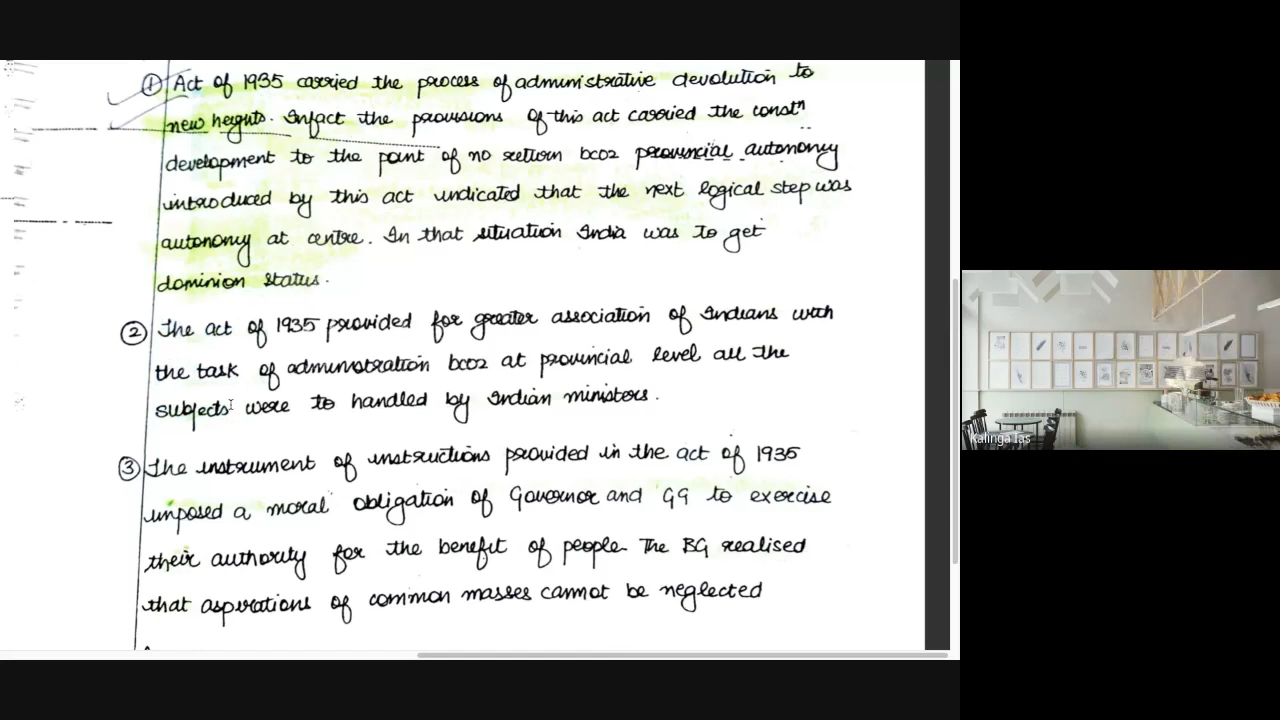 ① Act of 1935 carried the process of administrative devolution to
new heights. Infact the provisions of this act carried the constⁿ
development to the point of no return bcoz provincial autonomy
introduced by this act indicated that the next logical step was
autonomy at centre. In that situation India was to get
dominion status.
② The act of 1935 provided for greater association of Indians with
the task of administration bcoz at provincial level all the
subjects were to handled by Indian ministers.
③ The instrument of instructions provided in the act of 1935
imposed a moral obligation of Governor and GG to exercise
their authority for the benefit of people. The BG realised
that aspirations of common masses cannot be neglected
Kalinga Ias